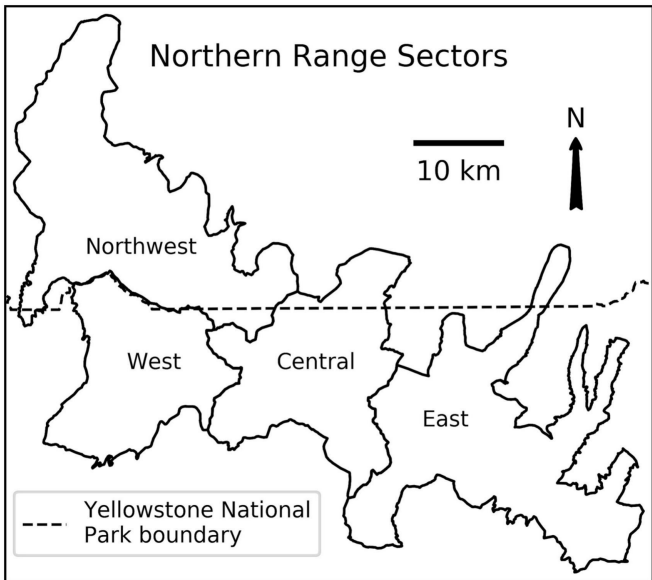 Northern Range Sectors
N
10 km
Northwest
West
Central
East
Yellowstone National
Park boundary